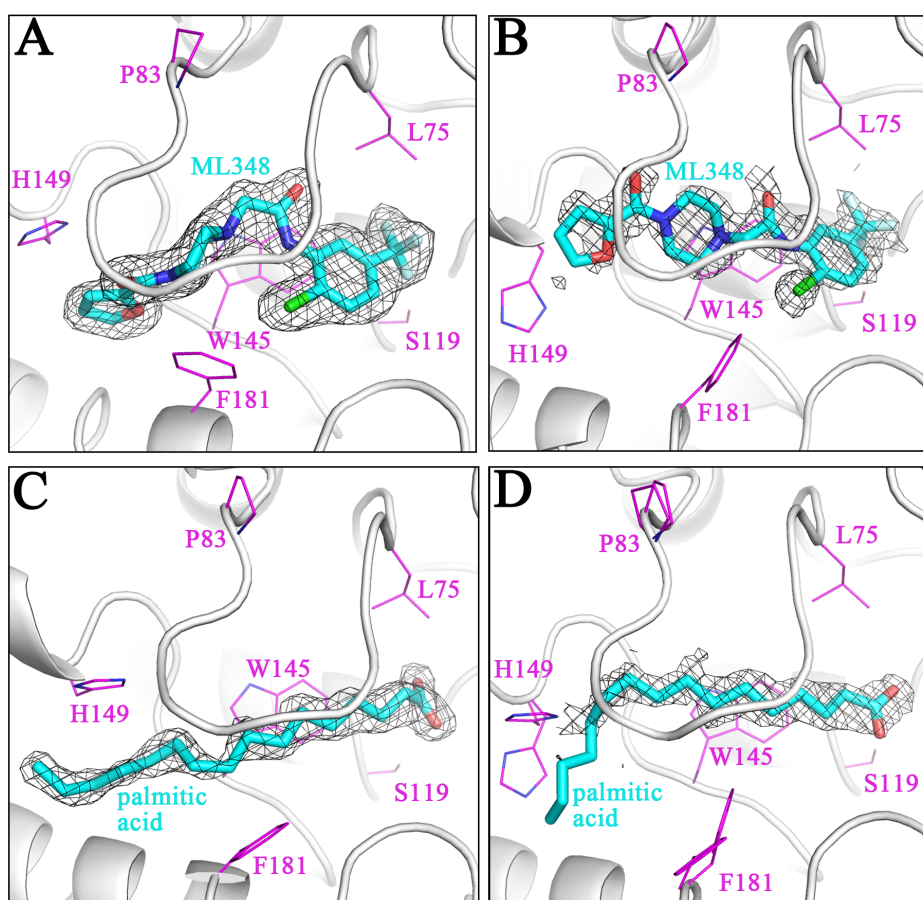 A
P83
L75
H149
ML348
W145
S119
F181
B
P83
L75
ML348
W145
S119
H149
F181
C
P83
L75
W145
H149
S119
palmitic
acid
F181
D
P83
L75
H149
W145
S119
palmitic
acid
F181